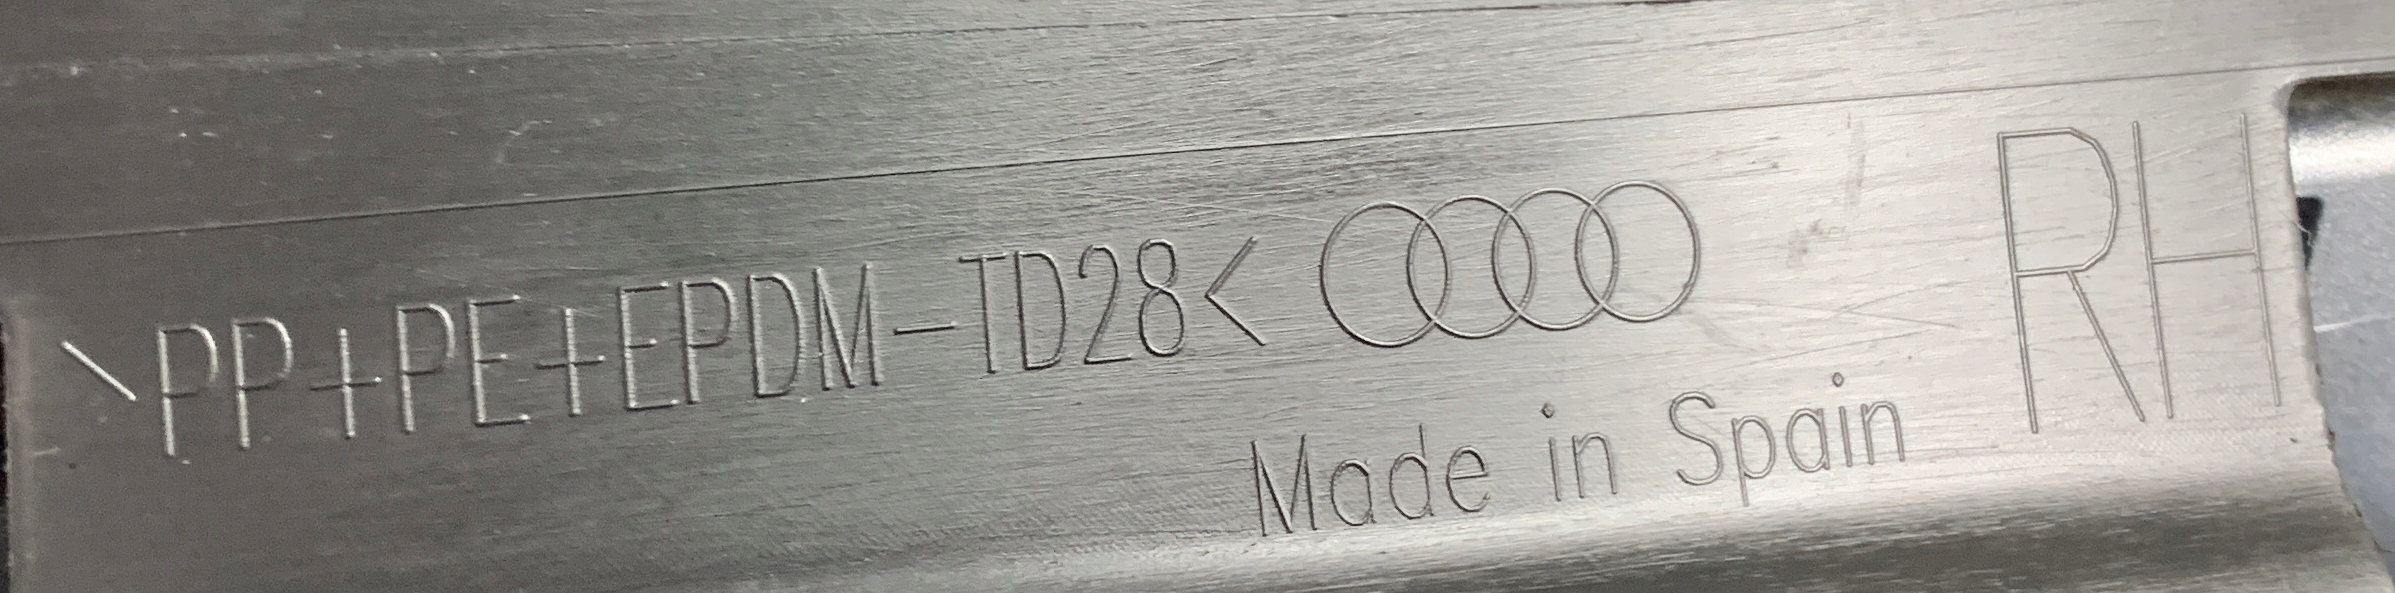 >PP+PE+EPDM-TD28<
Made in Spain
RH